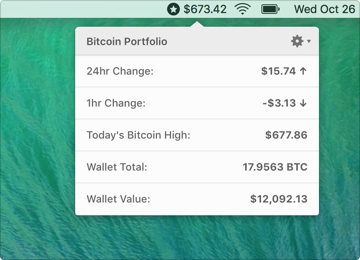 $673.42 Wed Oct 26
Bitcoin Portfolio
24hr Change: $15.74 ↑
1hr Change: -$3.13 ↓
Today's Bitcoin High: $677.86
Wallet Total: 17.9563 BTC
Wallet Value: $12,092.13